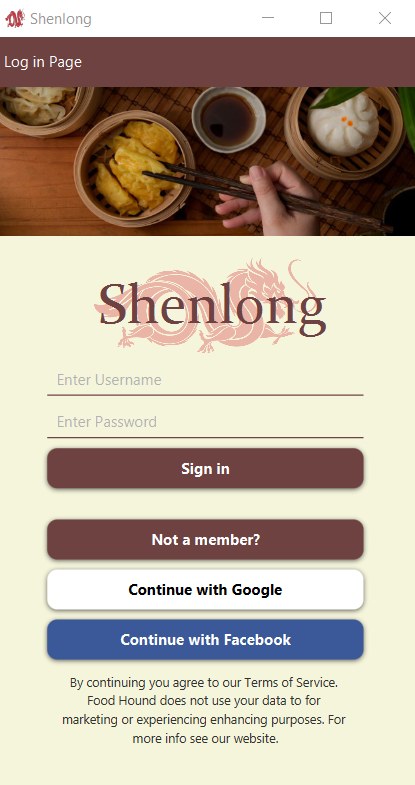 Shenlong
Log in Page
Shenlong
Enter Username
Enter Password
Sign in
Not a member?
Continue with Google
Continue with Facebook
By continuing you agree to our Terms of Service.
Food Hound does not use your data to for
marketing or experiencing enhancing purposes. For
more info see our website.